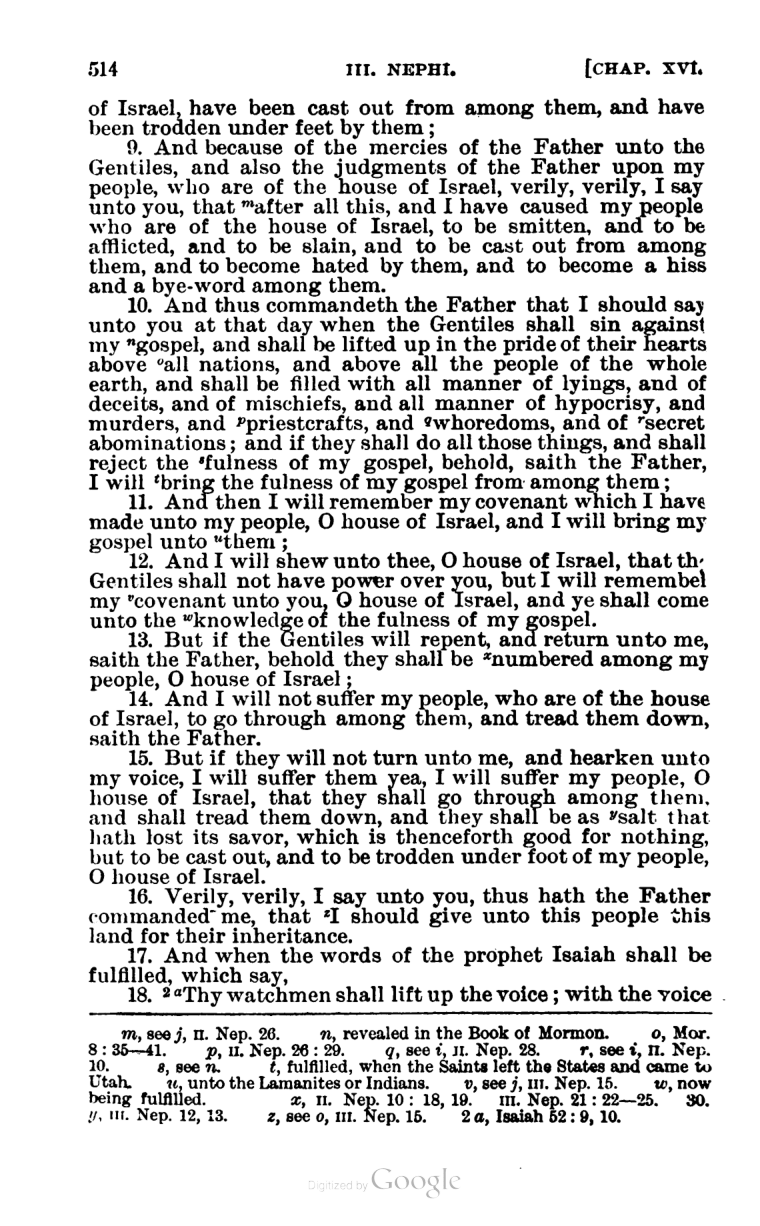 514 III. NEPHI. [CHAP. XVI.
of Israel, have been cast out from among them, and have
been trodden under feet by them;
9. And because of the mercies of the Father unto the
Gentiles, and also the judgments of the Father upon my
people, who are of the house of Israel, verily, verily, I say
unto you, that ᵐafter all this, and I have caused my people
who are of the house of Israel, to be smitten, and to be
afflicted, and to be slain, and to be cast out from among
them, and to become hated by them, and to become a hiss
and a bye-word among them.
10. And thus commandeth the Father that I should say
unto you at that day when the Gentiles shall sin against
my ⁿgospel, and shall be lifted up in the pride of their hearts
above ᵒall nations, and above all the people of the whole
earth, and shall be filled with all manner of lyings, and of
deceits, and of mischiefs, and all manner of hypocrisy, and
murders, and ᵖpriestcrafts, and qwhoredoms, and of ʳsecret
abominations; and if they shall do all those things, and shall
reject the ˢfulness of my gospel, behold, saith the Father,
I will ᵗbring the fulness of my gospel from among them;
11. And then I will remember my covenant which I have
made unto my people, O house of Israel, and I will bring my
gospel unto ᵘthem;
12. And I will shew unto thee, O house of Israel, that th
Gentiles shall not have power over you, but I will remember
my ᵛcovenant unto you, O house of Israel, and ye shall come
unto the ʷknowledge of the fulness of my gospel.
13. But if the Gentiles will repent, and return unto me,
saith the Father, behold they shall be ˣnumbered among my
people, O house of Israel;
14. And I will not suffer my people, who are of the house
of Israel, to go through among them, and tread them down,
saith the Father.
15. But if they will not turn unto me, and hearken unto
my voice, I will suffer them yea, I will suffer my people, O
house of Israel, that they shall go through among them,
and shall tread them down, and they shall be as ʸsalt that
hath lost its savor, which is thenceforth good for nothing,
but to be cast out, and to be trodden under foot of my people,
O house of Israel.
16. Verily, verily, I say unto you, thus hath the Father
commanded me, that ᶻI should give unto this people this
land for their inheritance.
17. And when the words of the prophet Isaiah shall be
fulfilled, which say,
18. ²ᵃThy watchmen shall lift up the voice; with the voice
m, see j, II. Nep. 26. n, revealed in the Book of Mormon. o, Mor.
8:35—41. p, II. Nep. 26:29. q, see i, II. Nep. 28. r, see i, II. Nep.
10. s, see n. t, fulfilled, when the Saints left the States and came to
Utah. u, unto the Lamanites or Indians. v, see j, III. Nep. 15. w, now
being fulfilled. x, II. Nep. 10: 18, 19. III. Nep. 21:22—25. 30.
y, III. Nep. 12, 13. z, see o, III. Nep. 15. 2 a, Isaiah 52:9, 10.
Digitized by Google